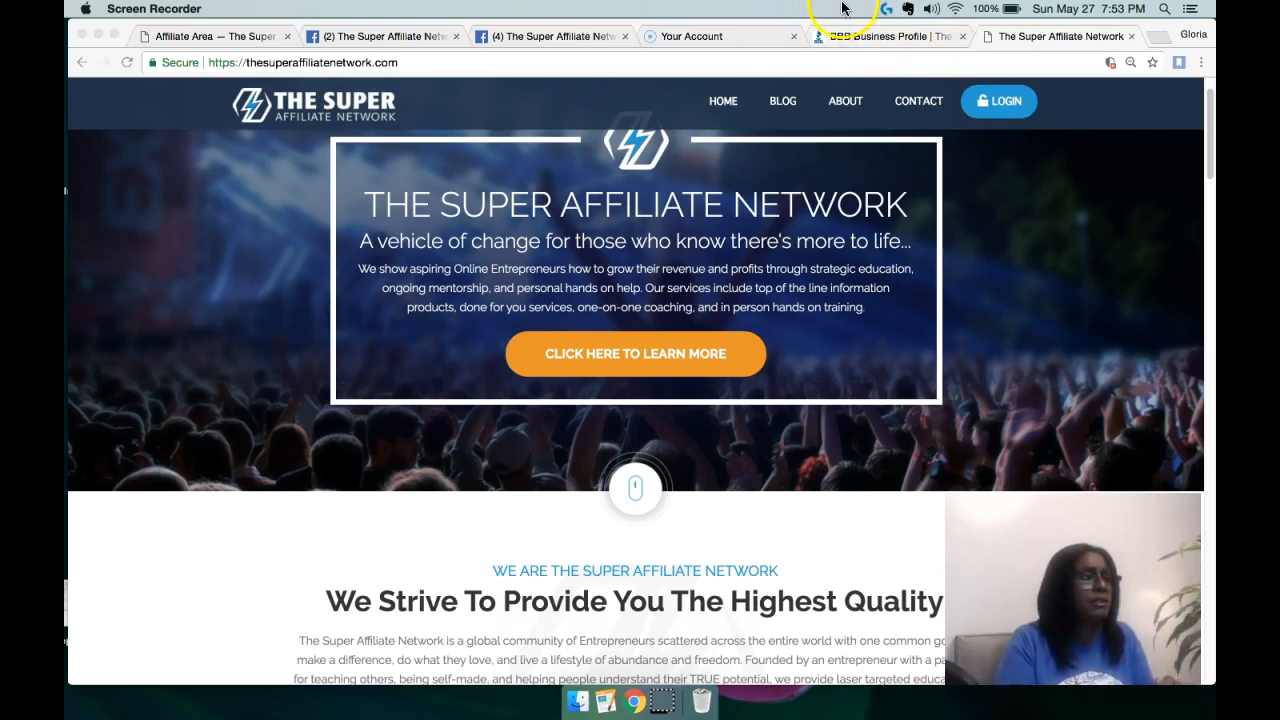 Screen Recorder
100%
Sun May 27 7:53 PM
Affiliate Area — The Super
(2) The Super Affiliate Netw
(4) The Super Affiliate Netw
Your Account
BBB Business Profile | The
The Super Affiliate Network
Gloria
Secure
https://thesuperaffiliatenetwork.com
THE SUPER
AFFILIATE NETWORK
HOME
BLOG
ABOUT
CONTACT
LOGIN
THE SUPER AFFILIATE NETWORK
A vehicle of change for those who know there's more to life...
We show aspiring Online Entrepreneurs how to grow their revenue and profits through strategic education,
ongoing mentorship, and personal hands on help. Our services include top of the line information
products, done for you services, one-on-one coaching, and in person hands on training.
CLICK HERE TO LEARN MORE
WE ARE THE SUPER AFFILIATE NETWORK
We Strive To Provide You The Highest Quality
The Super Affiliate Network is a global community of Entrepreneurs scattered across the entire world with one common
make a difference, do what they love, and live a lifestyle of abundance and freedom. Founded by an entrepreneur with a
for teaching others, being self-made, and helping people understand their TRUE potential, we provide laser targeted